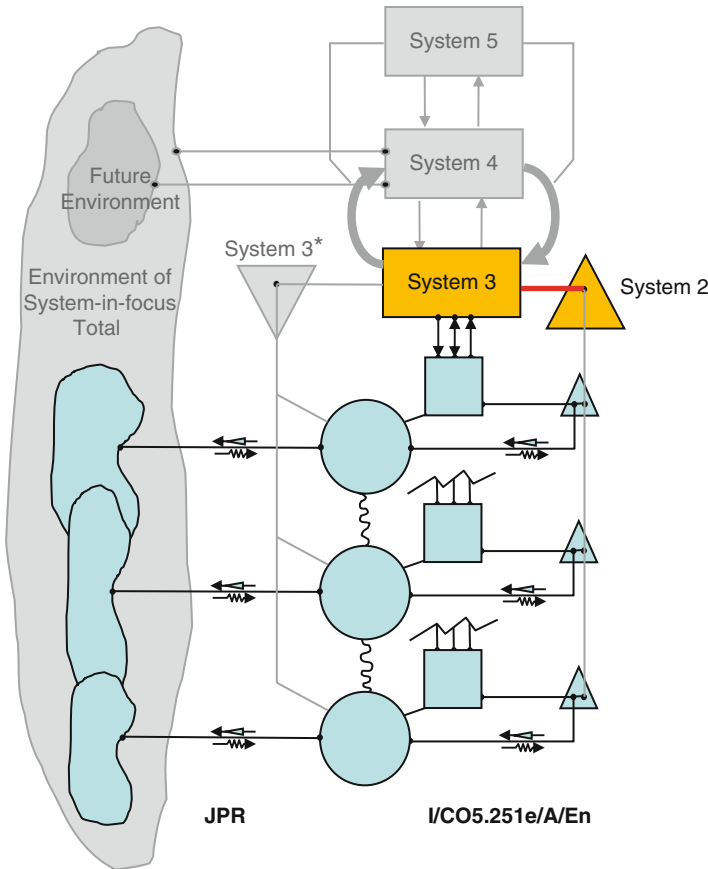 System 5
System 4
Future
Environment
System 3*
Environment of
System-in-focus
Total
System 3
System 2
JPR
I/CO5.251e/A/En